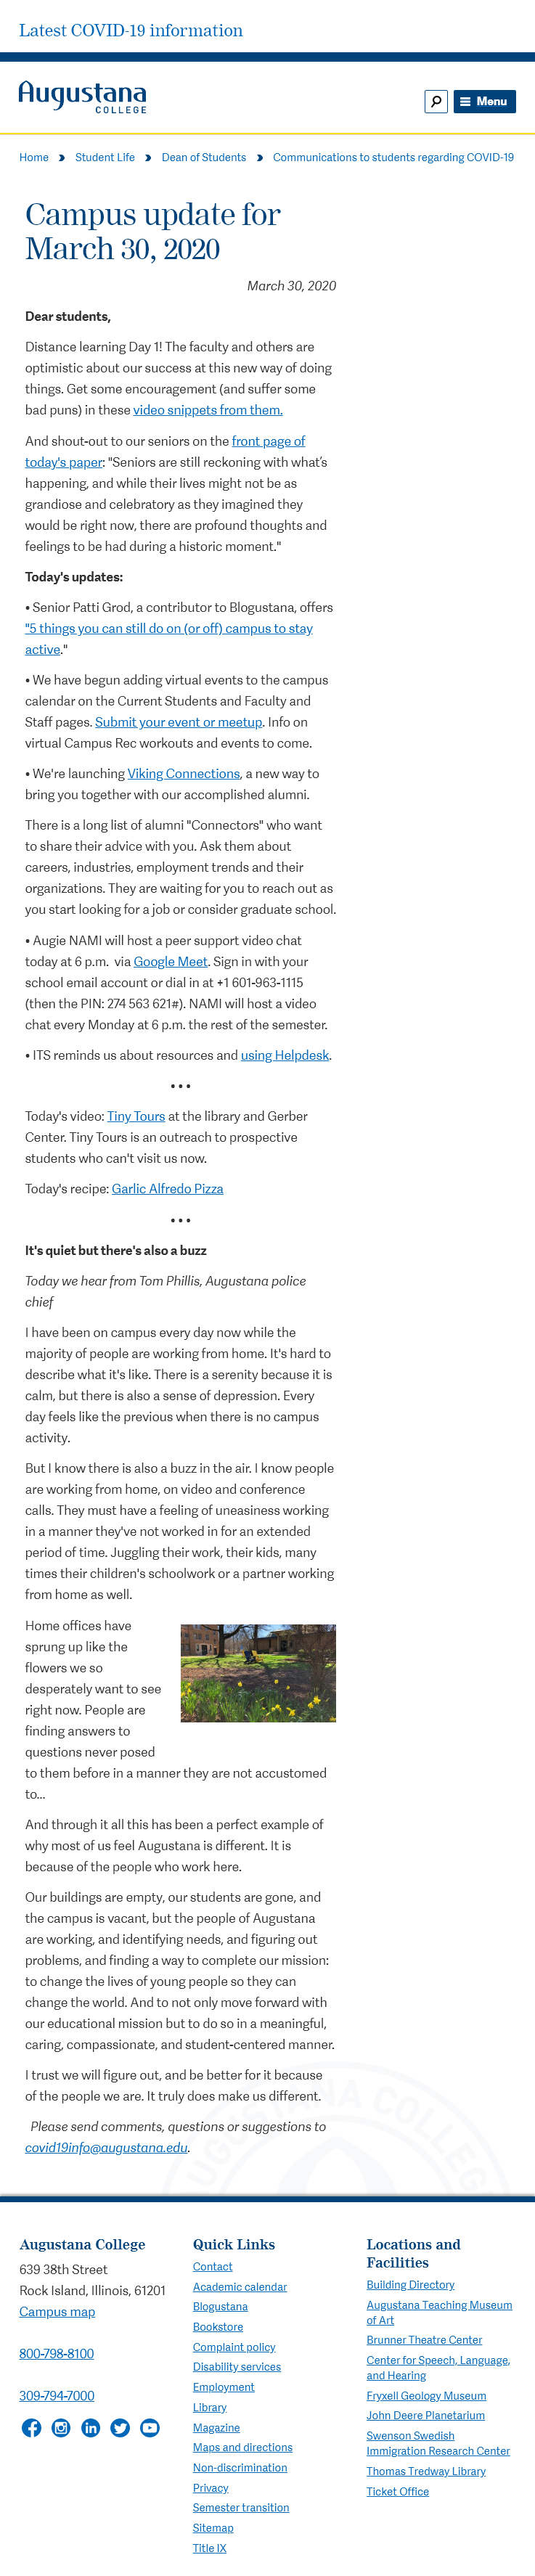 Latest COVID-19 information
Augustana
COLLEGE
Menu
Home
Student Life
Dean of Students
Communications to students regarding COVID-19
Campus update for
March 30, 2020
March 30, 2020
Dear students,
Distance learning Day 1! The faculty and others are
optimistic about our success at this new way of doing
things. Get some encouragement (and suffer some
bad puns) in these video snippets from them.
And shout-out to our seniors on the front page of
today's paper: "Seniors are still reckoning with what’s
happening, and while their lives might not be as
grandiose and celebratory as they imagined they
would be right now, there are profound thoughts and
feelings to be had during a historic moment."
Today's updates:
• Senior Patti Grod, a contributor to Blogustana, offers
"5 things you can still do on (or off) campus to stay
active."
• We have begun adding virtual events to the campus
calendar on the Current Students and Faculty and
Staff pages. Submit your event or meetup. Info on
virtual Campus Rec workouts and events to come.
• We're launching Viking Connections, a new way to
bring you together with our accomplished alumni.
There is a long list of alumni "Connectors" who want
to share their advice with you. Ask them about
careers, industries, employment trends and their
organizations. They are waiting for you to reach out as
you start looking for a job or consider graduate school.
• Augie NAMI will host a peer support video chat
today at 6 p.m.  via Google Meet. Sign in with your
school email account or dial in at +1 601-963-1115
(then the PIN: 274 563 621#). NAMI will host a video
chat every Monday at 6 p.m. the rest of the semester.
• ITS reminds us about resources and using Helpdesk.
• • •
Today's video: Tiny Tours at the library and Gerber
Center. Tiny Tours is an outreach to prospective
students who can't visit us now.
Today's recipe: Garlic Alfredo Pizza
• • •
It's quiet but there's also a buzz
Today we hear from Tom Phillis, Augustana police
chief
I have been on campus every day now while the
majority of people are working from home. It's hard to
describe what it's like. There is a serenity because it is
calm, but there is also a sense of depression. Every
day feels like the previous when there is no campus
activity.
But I know there is also a buzz in the air. I know people
are working from home, on video and conference
calls. They must have a feeling of uneasiness working
in a manner they've not worked in for an extended
period of time. Juggling their work, their kids, many
times their children's schoolwork or a partner working
from home as well.
Home offices have
sprung up like the
flowers we so
desperately want to see
right now. People are
finding answers to
questions never posed
to them before in a manner they are not accustomed
to...
And through it all this has been a perfect example of
why most of us feel Augustana is different. It is
because of the people who work here.
Our buildings are empty, our students are gone, and
the campus is vacant, but the people of Augustana
are working, and identifying needs, and figuring out
problems, and finding a way to complete our mission:
to change the lives of young people so they can
change the world. And to not only move forward with
our educational mission but to do so in a meaningful,
caring, compassionate, and student-centered manner.
I trust we will figure out, and be better for it because
of the people we are. It truly does make us different.
Please send comments, questions or suggestions to
covid19info@augustana.edu.
AUGUSTANA COLLEGE
Augustana College
639 38th Street
Rock Island, Illinois, 61201
Campus map
800-798-8100
309-794-7000
Quick Links
Contact
Academic calendar
Blogustana
Bookstore
Complaint policy
Disability services
Employment
Library
Magazine
Maps and directions
Non-discrimination
Privacy
Semester transition
Sitemap
Title IX
Locations and
Facilities
Building Directory
Augustana Teaching Museum
of Art
Brunner Theatre Center
Center for Speech, Language,
and Hearing
Fryxell Geology Museum
John Deere Planetarium
Swenson Swedish
Immigration Research Center
Thomas Tredway Library
Ticket Office